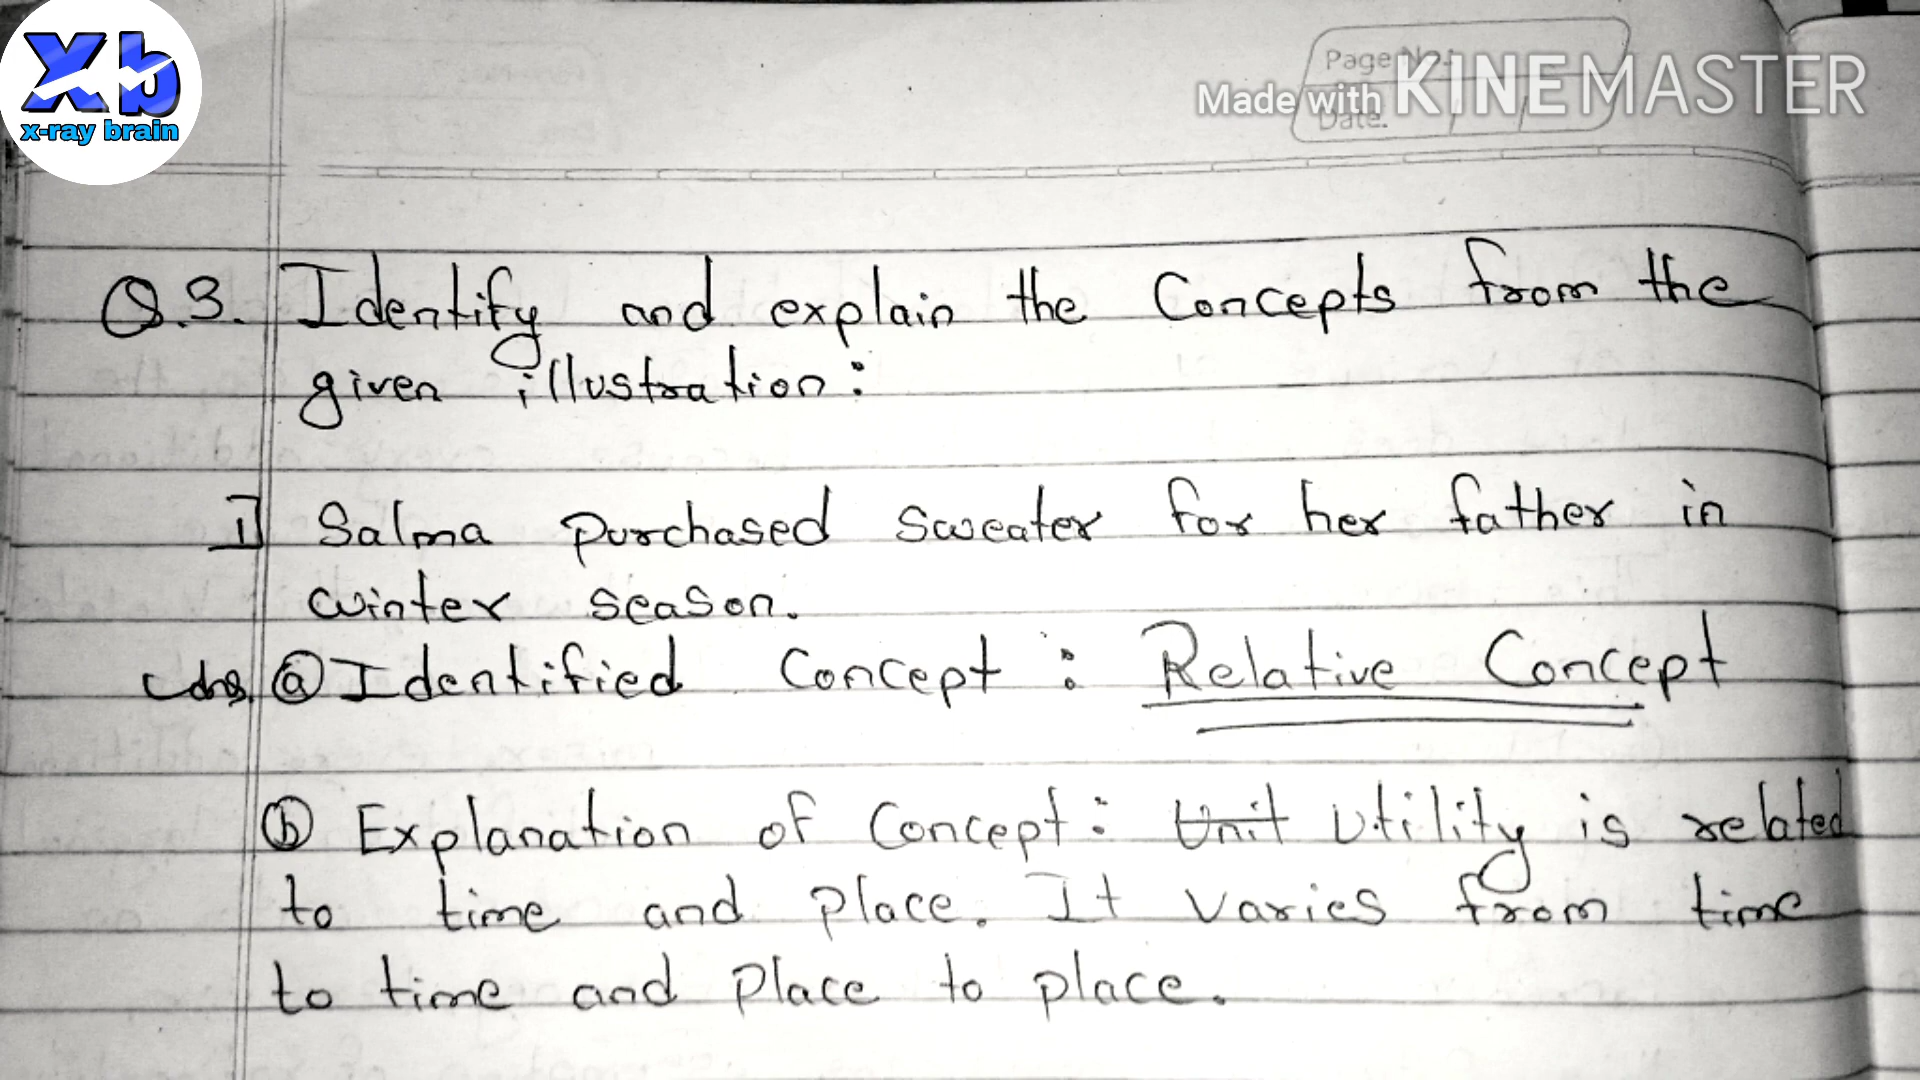 Xb
x-ray brain
Page No.:
Made with KINEMASTER
Date.
Q.3. Identify and explain the Concepts from the
given illustration:
1] Salma purchased sweater for her father in
winter season.
Ans. (a) Identified Concept : Relative Concept
(b) Explanation of Concept: Unit Utility is related
to time and place. It varies from time
to time and place to place.